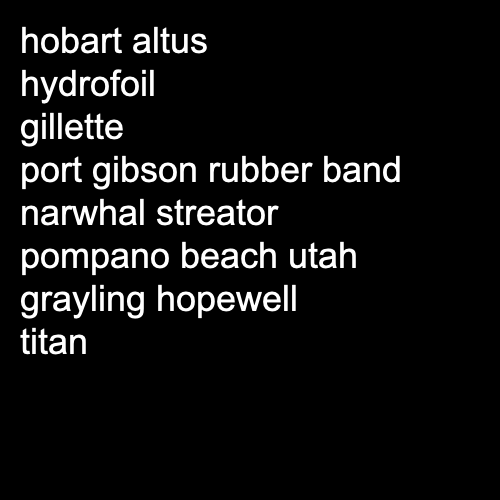 hobart altus
hydrofoil
gillette
port gibson rubber band
narwhal streator
pompano beach utah
grayling hopewell
titan